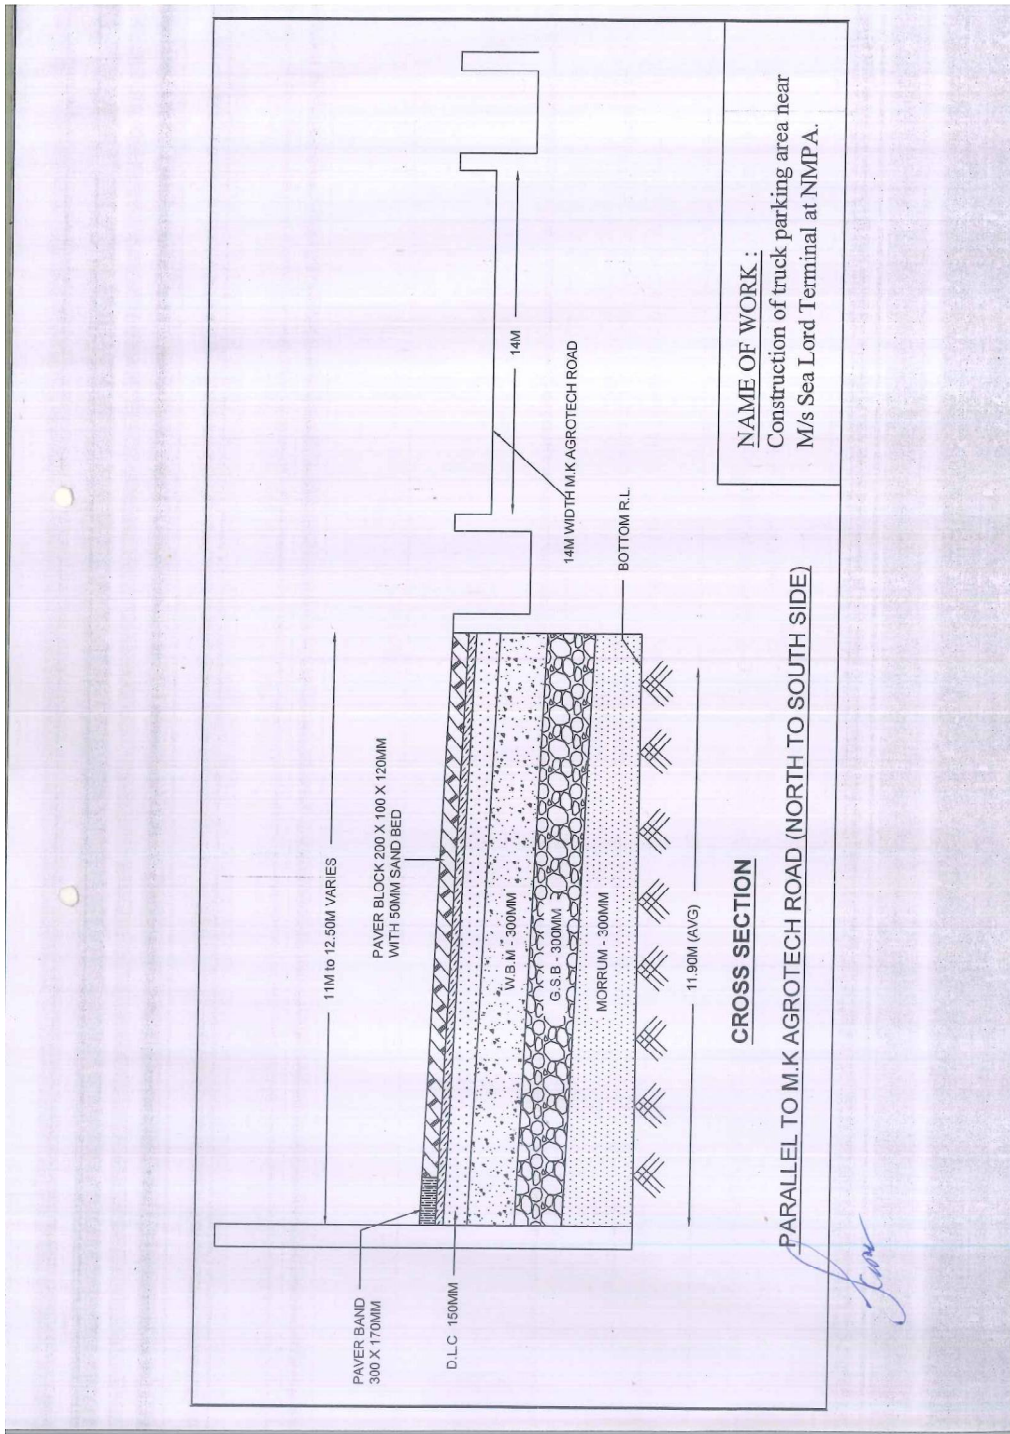 11M to 12.50M VARIES
PAVER BLOCK 200 X 100 X 120MM
WITH 50MM SAND BED
PAVER BAND
300 X 170MM
D.L.C 150MM
W.B.M - 300MM
G.S.B - 300MM
MORRUM - 300MM
14M
14M WIDTH M.K AGROTECH ROAD
BOTTOM R.L.
11.90M (AVG)
CROSS SECTION
PARALLEL TO M.K AGROTECH ROAD (NORTH TO SOUTH SIDE)
NAME OF WORK :
Construction of truck parking area near
M/s Sea Lord Terminal at NMPA.